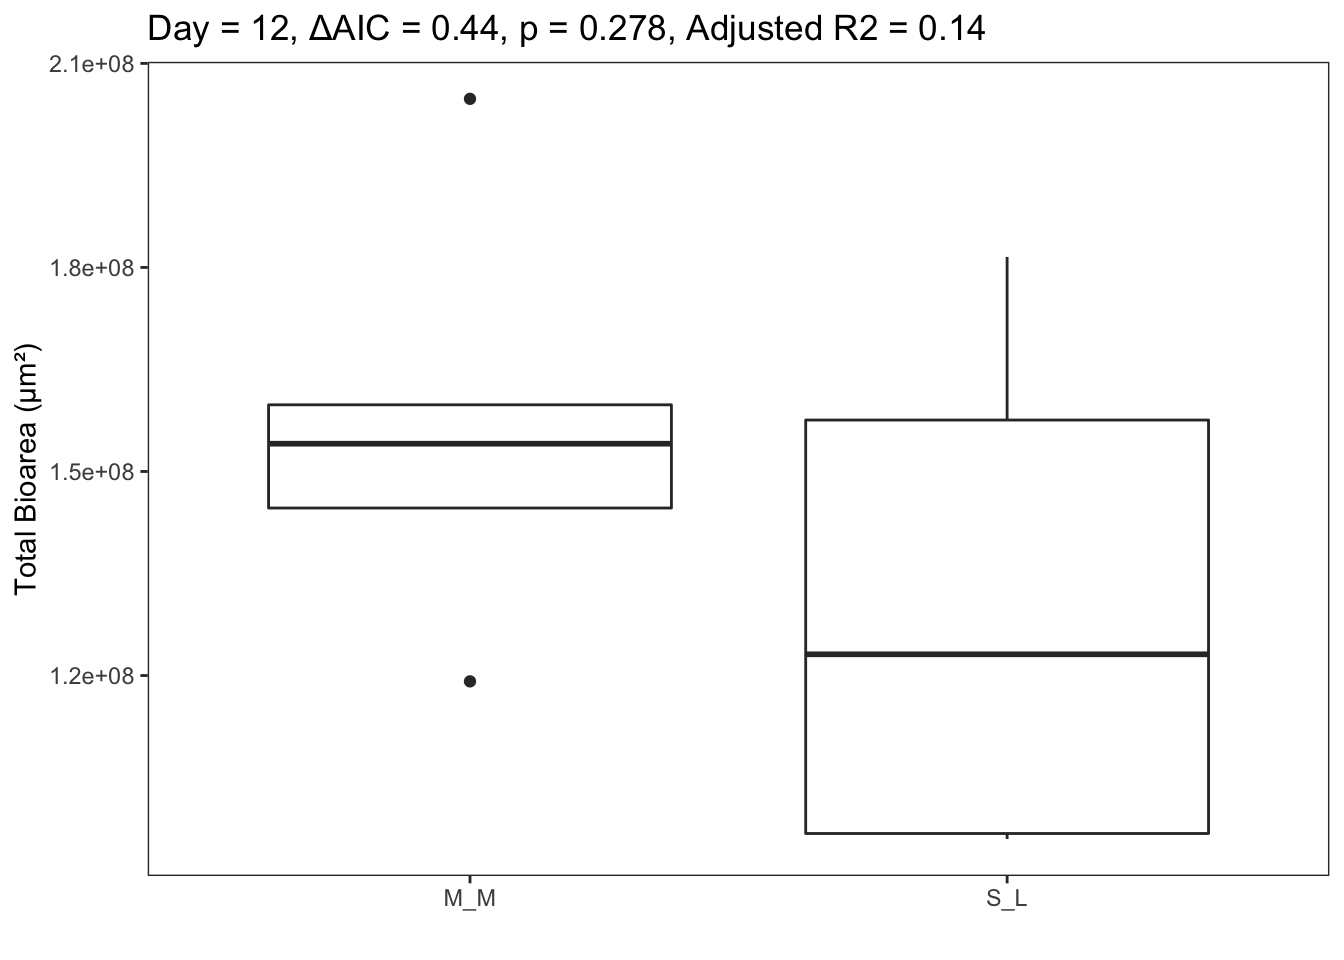 Day = 12, ΔAIC = 0.44, p = 0.278, Adjusted R2 = 0.14
2.1e+08
1.8e+08
1.5e+08
1.2e+08
Total Bioarea (μm²)
M_M
S_L